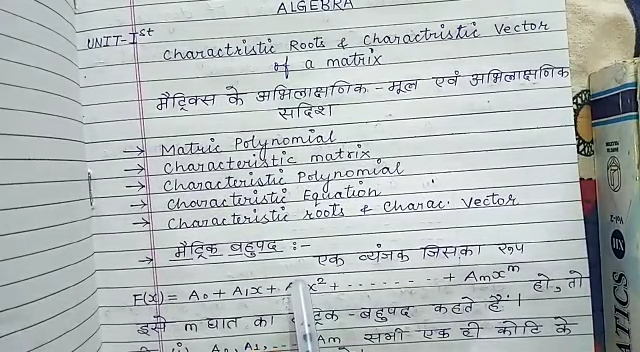 ALGEBRA
UNIT-Ist
Charactristic Roots & Charactristic Vector
of a matrix
मैट्रिक्स के अभिलाक्षणिक-मूल एवं अभिलाक्षणिक
सदिश
→ Matric Polynomial
→ Characteristic matrix
→ Characteristic Polynomial
→ Characteristic Equation
→ Characteristic roots & Charac. Vector
→ मैट्रिक बहुपद :-
एक व्यंजक जिसका रूप
F(x) = A₀ + A₁x + x² + - - - - - - - - + Aₘxᵐ हो, तो
इसे m घात का बहुपद कहते हैं।
A₀, A₁, Aₘ सभी एक ही कोटि के